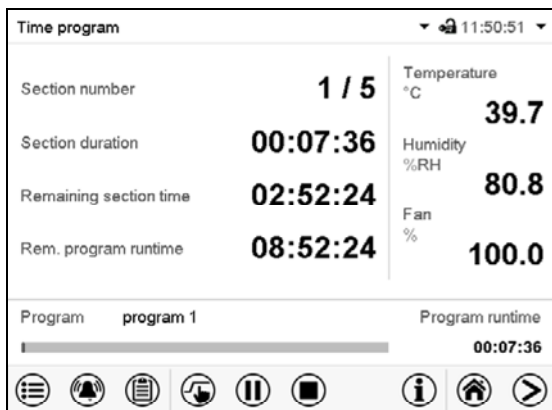 Time program 11:50:51
Section number 1 / 5
Section duration 00:07:36
Remaining section time 02:52:24
Rem. program runtime 08:52:24
Temperature
°C
39.7
Humidity
%RH
80.8
Fan
%
100.0
Program program 1 Program runtime
00:07:36